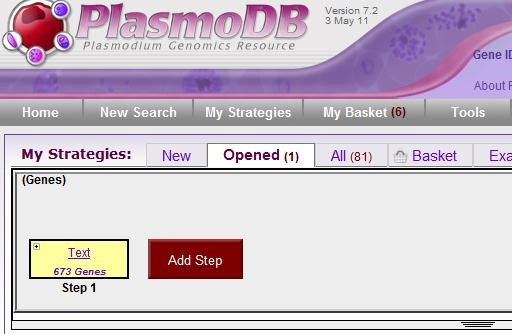 PlasmoDB
Plasmodium Genomics Resource
Version 7.2
3 May 11
Gene ID
About
Home New Search My Strategies My Basket (6) Tools
My Strategies: New Opened (1) All (81) Basket Exa
(Genes)
Text
673 Genes
Add Step
Step 1